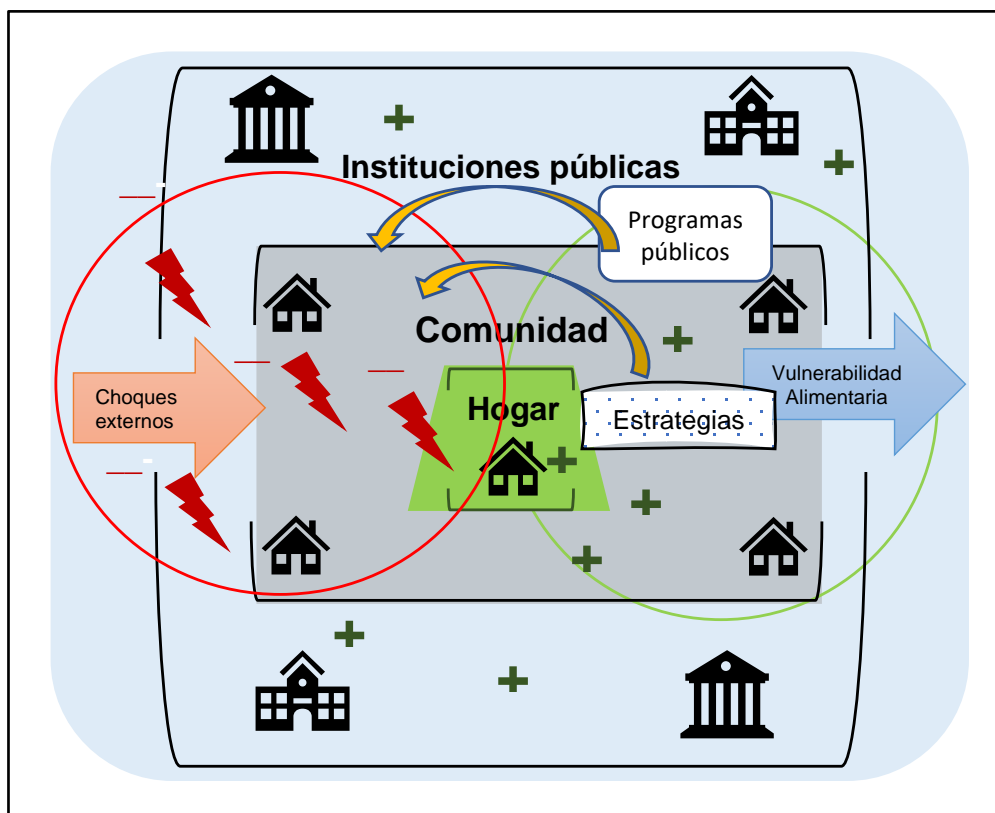 Instituciones públicas
Programas
públicos
Comunidad
Choques
externos
Hogar
Estrategias
Vulnerabilidad
Alimentaria